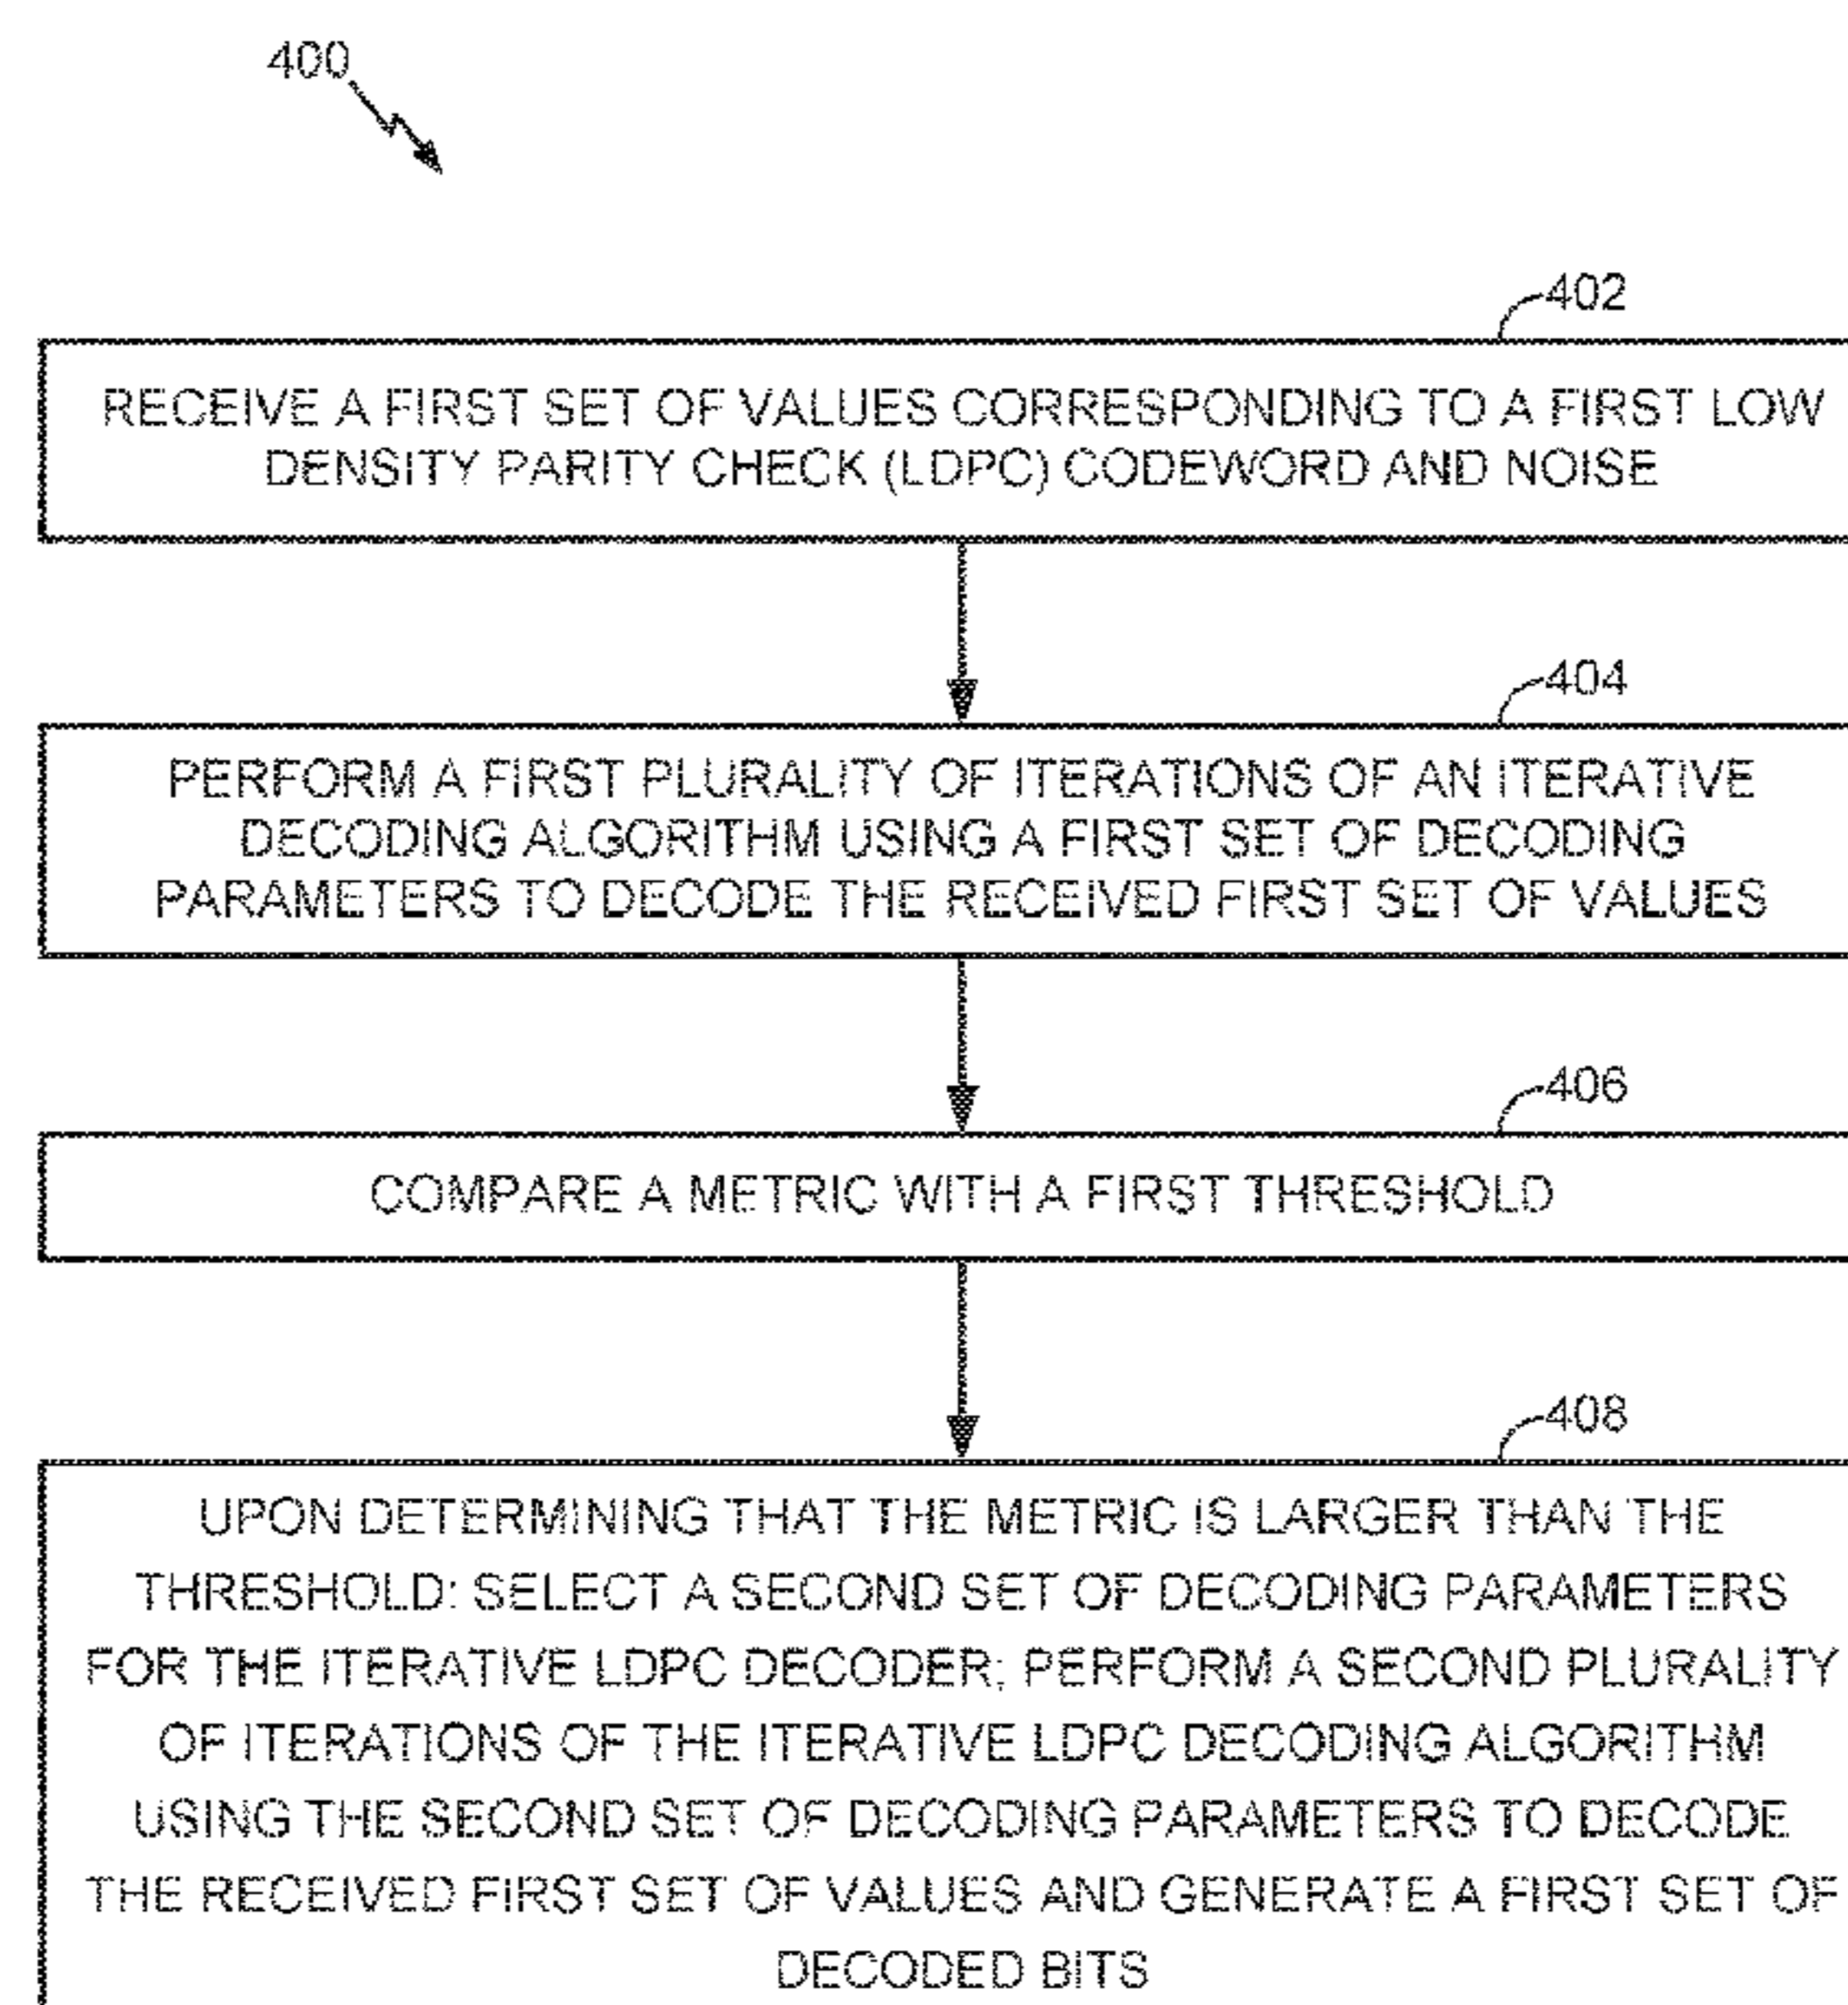 400
402
RECEIVE A FIRST SET OF VALUES CORRESPONDING TO A FIRST LOW
DENSITY PARITY CHECK (LDPC) CODEWORD AND NOISE
404
PERFORM A FIRST PLURALITY OF ITERATIONS OF AN ITERATIVE
DECODING ALGORITHM USING A FIRST SET OF DECODING
PARAMETERS TO DECODE THE RECEIVED FIRST SET OF VALUES
406
COMPARE A METRIC WITH A FIRST THRESHOLD
408
UPON DETERMINING THAT THE METRIC IS LARGER THAN THE
THRESHOLD: SELECT A SECOND SET OF DECODING PARAMETERS
FOR THE ITERATIVE LDPC DECODER; PERFORM A SECOND PLURALITY
OF ITERATIONS OF THE ITERATIVE LDPC DECODING ALGORITHM
USING THE SECOND SET OF DECODING PARAMETERS TO DECODE
THE RECEIVED FIRST SET OF VALUES AND GENERATE A FIRST SET OF
DECODED BITS